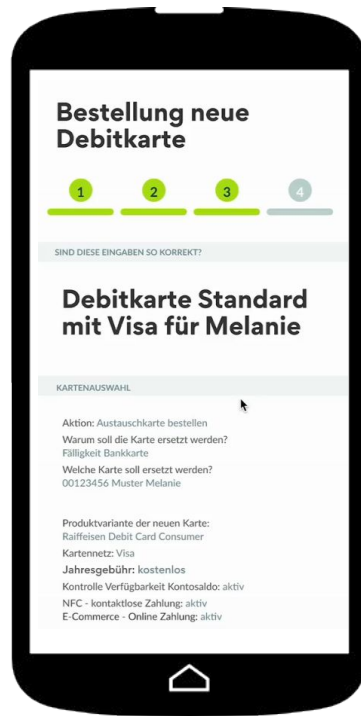 Bestellung neue
Debitkarte
1 2 3 4
SIND DIESE EINGABEN SO KORREKT?
Debitkarte Standard
mit Visa für Melanie
KARTENAUSWAHL
Aktion: Austauschkarte bestellen
Warum soll die Karte ersetzt werden?
Fälligkeit Bankkarte
Welche Karte soll ersetzt werden?
00123456 Muster Melanie
Produktvariante der neuen Karte:
Raiffeisen Debit Card Consumer
Kartennetz: Visa
Jahresgebühr: kostenlos
Kontrolle Verfügbarkeit Kontosaldo: aktiv
NFC - kontaktlose Zahlung: aktiv
E-Commerce - Online Zahlung: aktiv